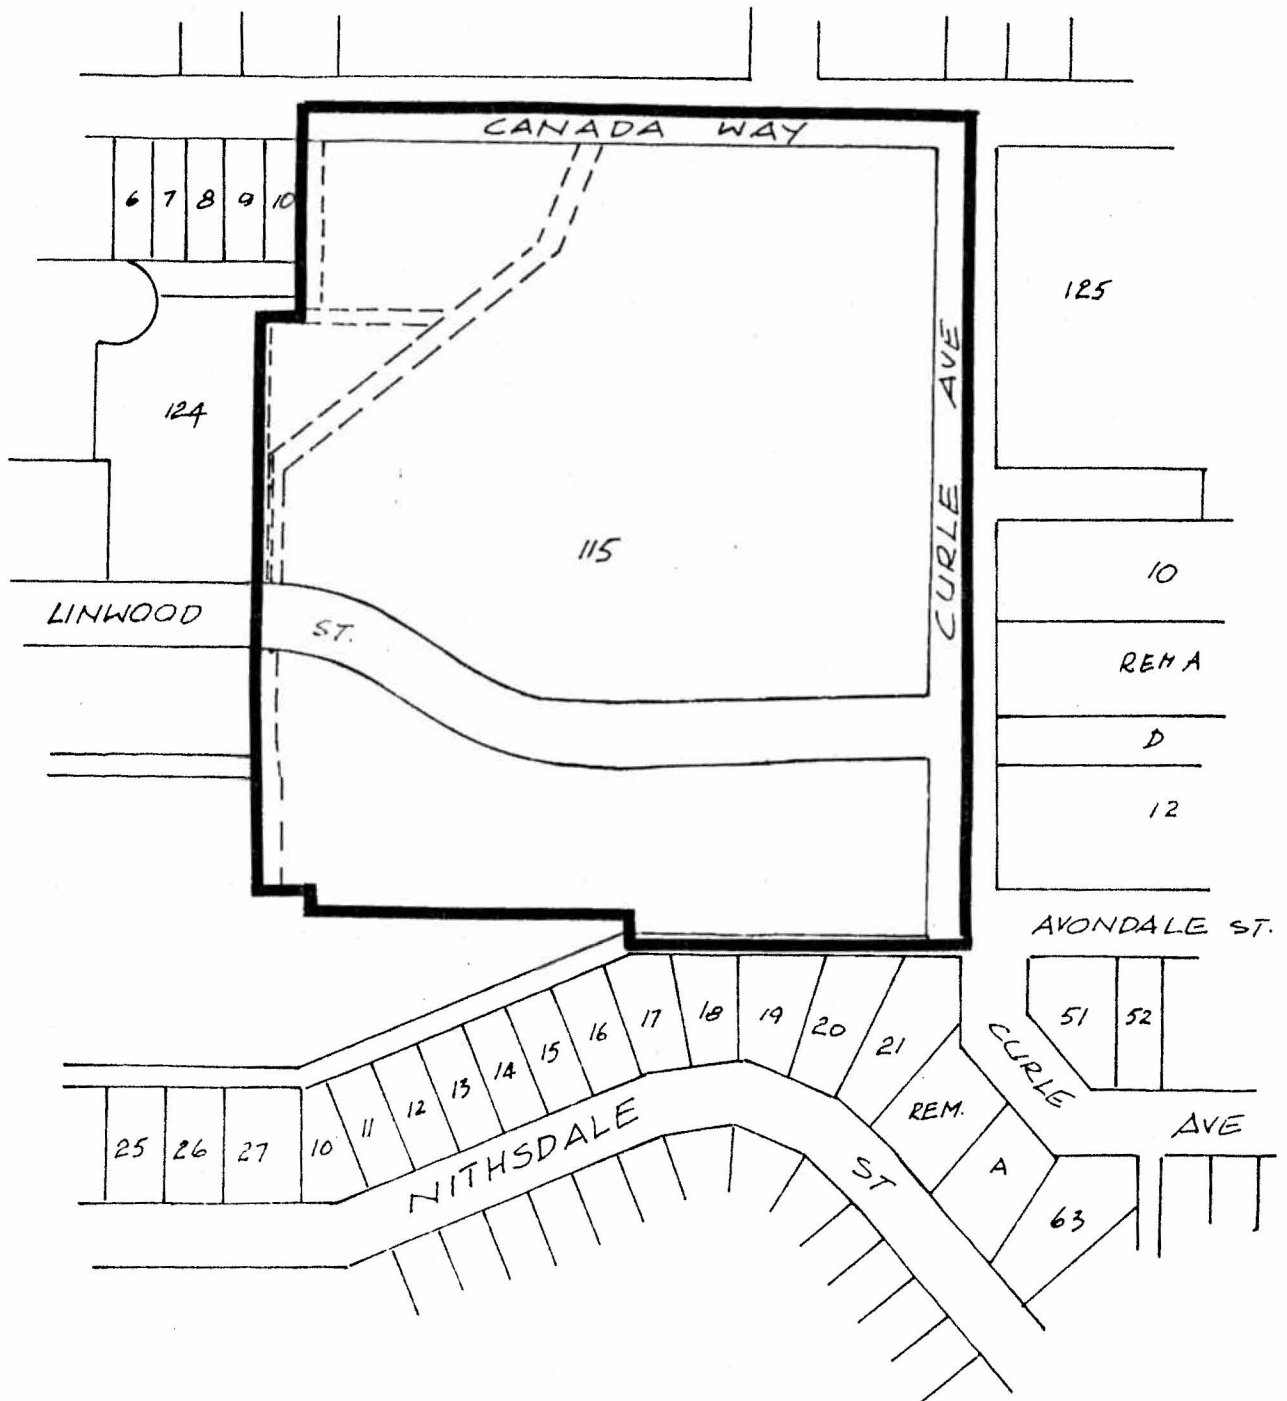 CANADA WAY
6 7 8 9 10
125
CURLE AVE
124
115
10
LINWOOD ST.
REM A
D
12
AVONDALE ST.
51 52
CURLE AVE
17 18 19 20 21
16
15
14
13
12
11
10
25 26 27
REM.
A
63
NITHSDALE ST